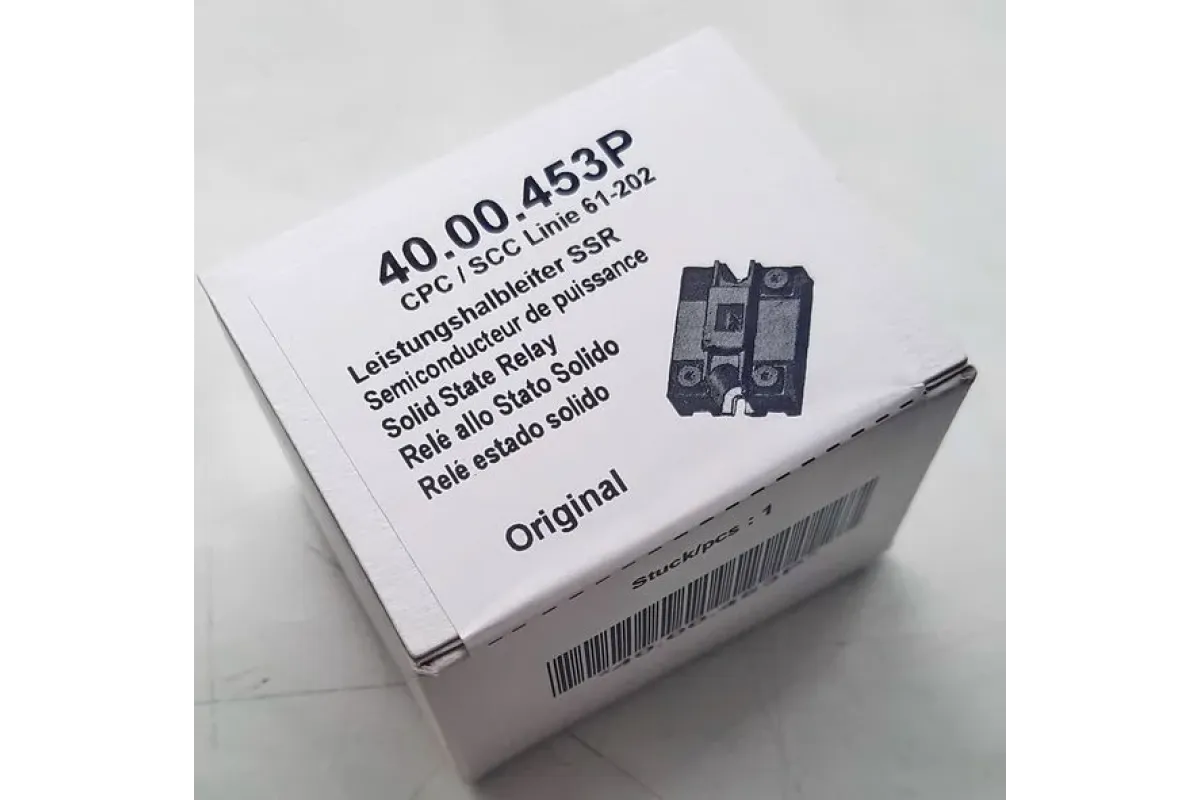 40.00.453P
CPC / SCC Linie 61-202
Leistungshalbleiter SSR
Semiconducteur de puissance
Solid State Relay
Relé allo Stato Solido
Relé estado solido
Original
Stuck/pcs : 1